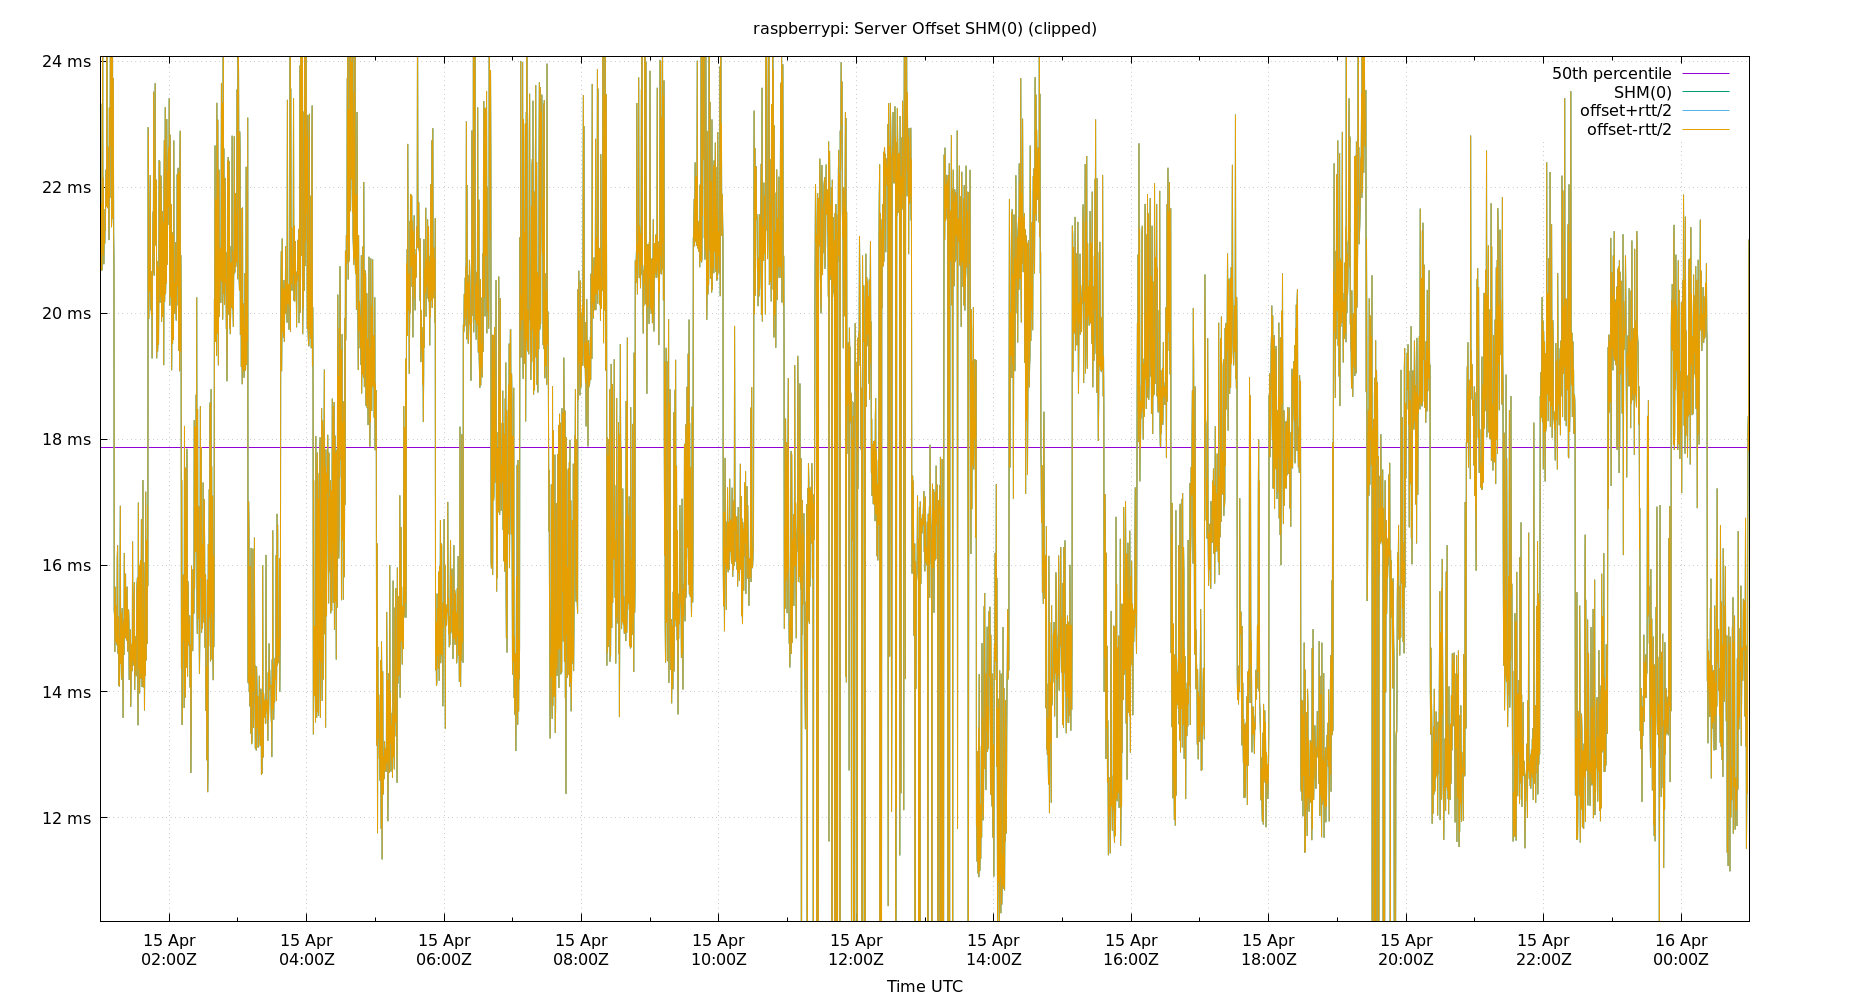 raspberrypi: Server Offset SHM(0) (clipped)
24 ms
22 ms
20 ms
18 ms
16 ms
14 ms
12 ms
50th percentile
SHM(0)
offset+rtt/2
offset-rtt/2
15 Apr 15 Apr 15 Apr 15 Apr 15 Apr 15 Apr 15 Apr 15 Apr 15 Apr 15 Apr 15 Apr 16 Apr
02:00Z 04:00Z 06:00Z 08:00Z 10:00Z 12:00Z 14:00Z 16:00Z 18:00Z 20:00Z 22:00Z 00:00Z
Time UTC